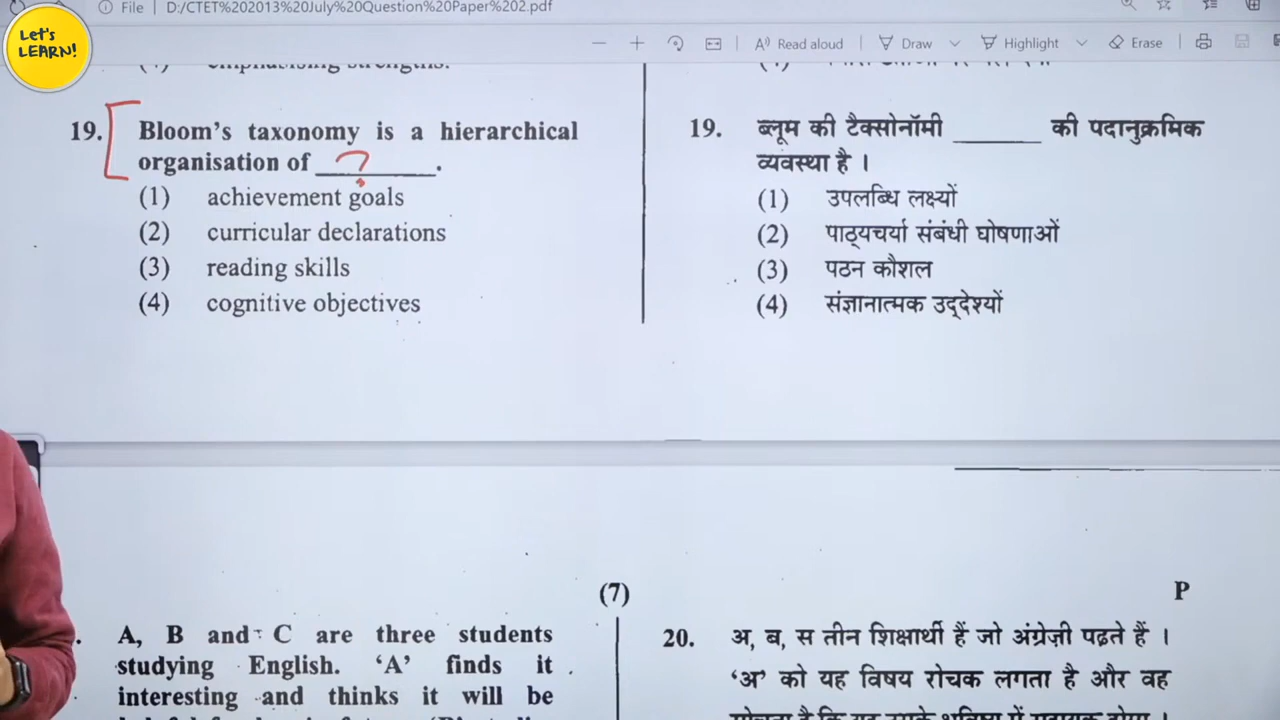 Let's
LEARN!
File | D:/CTET%202013%20July%20Question%20Paper%202.pdf
Read aloud
Draw
Highlight
Erase
emphasising strengths.
19. Bloom's taxonomy is a hierarchical
organisation of ? ________.
(1) achievement goals
(2) curricular declarations
(3) reading skills
(4) cognitive objectives
19. ब्लूम की टैक्सोनॉमी ________ की पदानुक्रमिक
व्यवस्था है ।
(1) उपलब्धि लक्ष्यों
(2) पाठ्यचर्या संबंधी घोषणाओं
(3) पठन कौशल
(4) संज्ञानात्मक उद्देश्यों
(7)
P
A, B and C are three students
studying English. 'A' finds it
interesting and thinks it will be
20. अ, ब, स तीन शिक्षार्थी हैं जो अंग्रेज़ी पढ़ते हैं ।
'अ' को यह विषय रोचक लगता है और वह